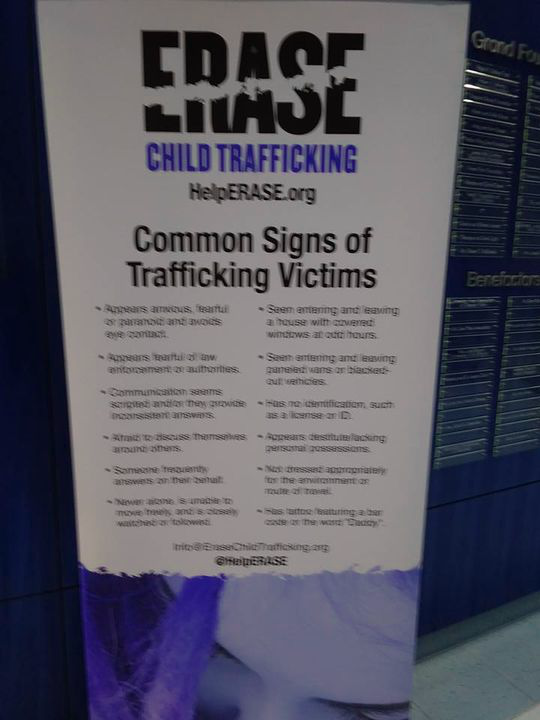 ERASE
CHILD TRAFFICKING
HelpERASE.org
Common Signs of
Trafficking Victims
• Appears anxious, fearful
or paranoid and avoids
eye contact.
• Appears fearful of law
enforcement or authorities.
• Communication seems
scripted and/or they provide
inconsistent answers.
• Afraid to discuss themselves
around others.
• Someone frequently
answers on their behalf.
• Never alone, is unable to
move freely, and is closely
watched or followed.
• Seen entering and leaving
a house with covered
windows at odd hours.
• Seen entering and leaving
paneled vans or blacked-
out vehicles.
• Has no identification, such
as a license or ID.
• Appears destitute/lacking
personal possessions.
• Not dressed appropriately
for the environment or
route of travel.
• Has tattoo featuring a bar
code or the word "Daddy".
Info@EraseChildTrafficking.org
@HelpERASE
Grand Fou
Benefactors